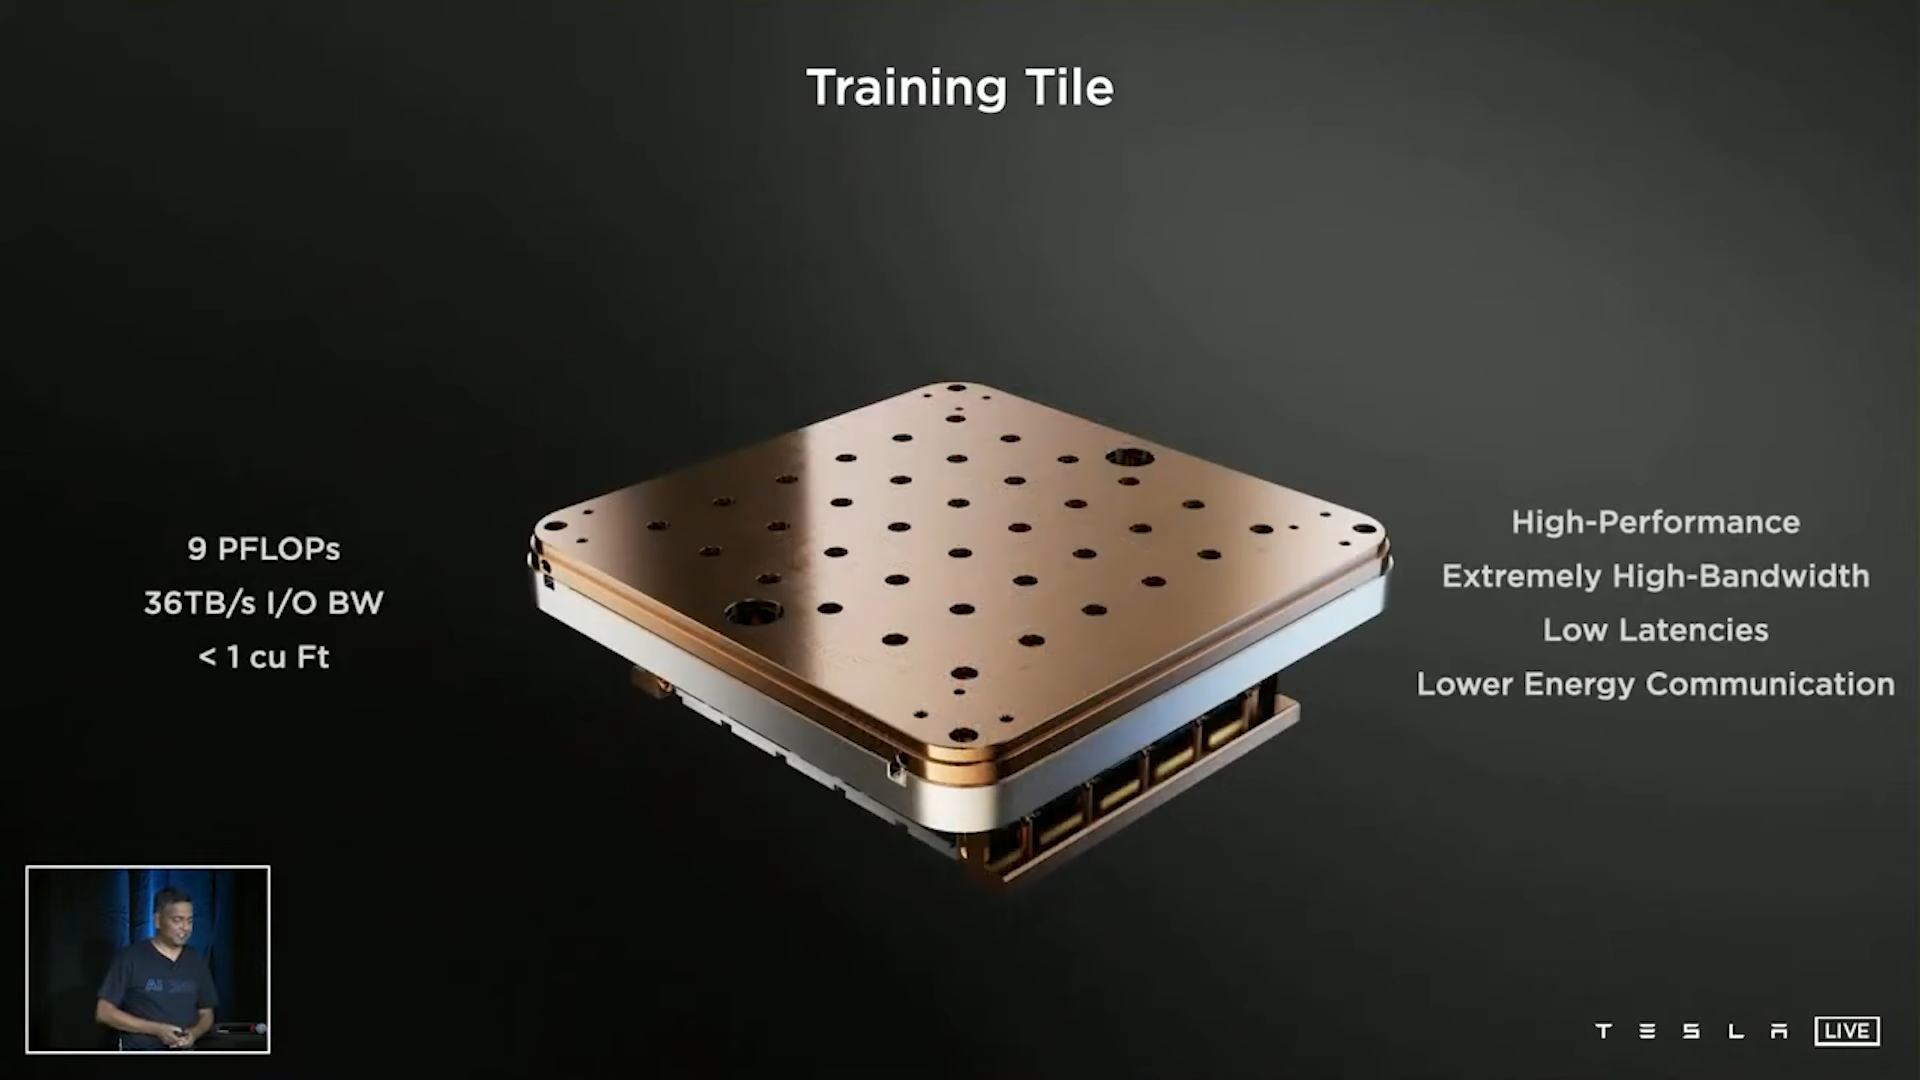 Training Tile
9 PFLOPs
36TB/s I/O BW
< 1 cu Ft
High-Performance
Extremely High-Bandwidth
Low Latencies
Lower Energy Communication
AI
TESLA LIVE